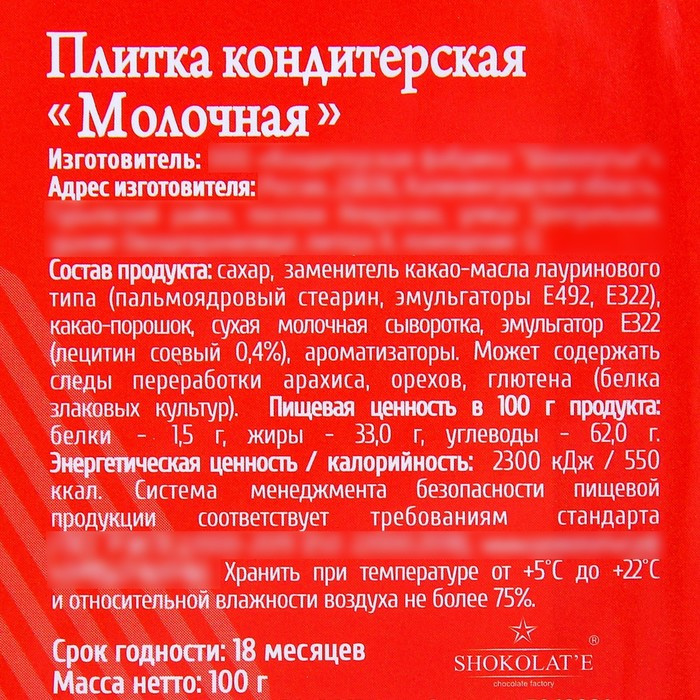 Плитка кондитерская
«Молочная»
Изготовитель:
Адрес изготовителя:
Состав продукта: сахар, заменитель какао-масла лауринового
типа (пальмоядровый стеарин, эмульгаторы Е492, Е322),
какао-порошок, сухая молочная сыворотка, эмульгатор Е322
(лецитин соевый 0,4%), ароматизаторы. Может содержать
следы переработки арахиса, орехов, глютена (белка
злаковых культур). Пищевая ценность в 100 г продукта:
белки - 1,5 г, жиры - 33,0 г, углеводы - 62,0 г.
Энергетическая ценность / калорийность: 2300 кДж / 550
ккал. Система менеджмента безопасности пищевой
продукции соответствует требованиям стандарта
Хранить при температуре от +5˚С до +22˚С
и относительной влажности воздуха не более 75%.
Срок годности: 18 месяцев
Масса нетто: 100 г
SHOKOLAT'E ®
chocolate factory